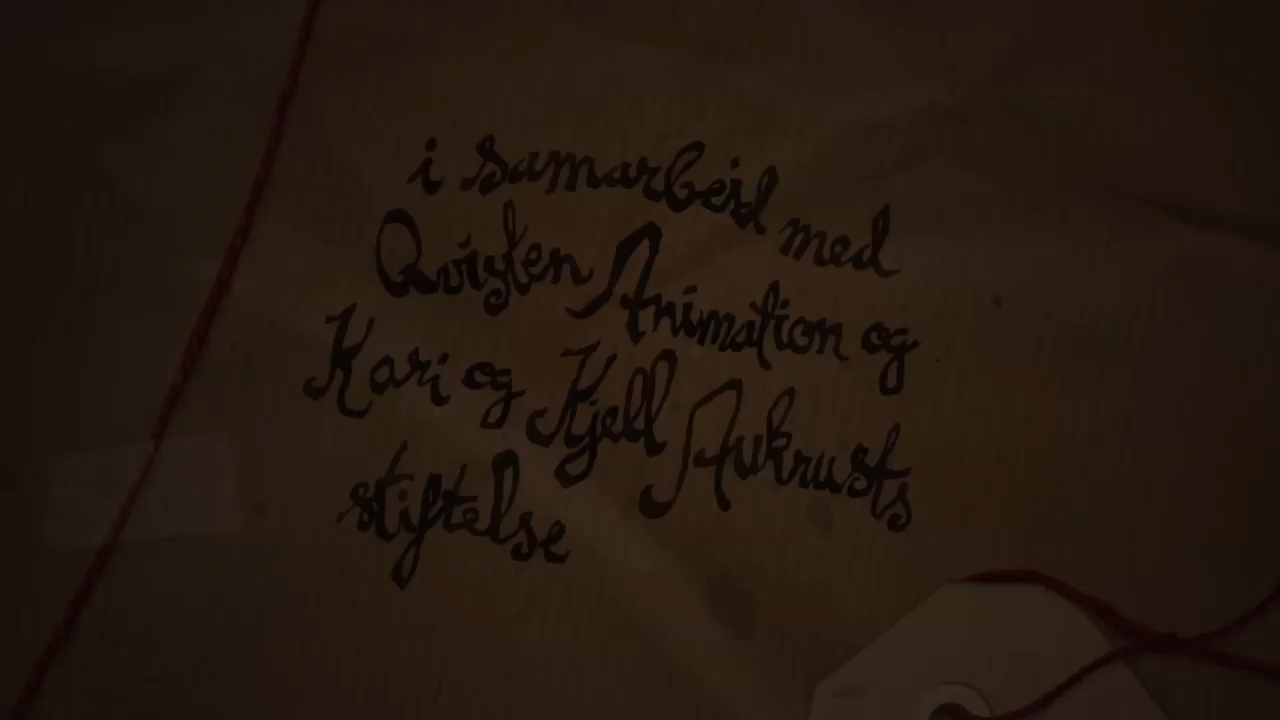 i samarbeid med
Qvisten Animation og
Kari og Kjell Aukrusts
stiftelse